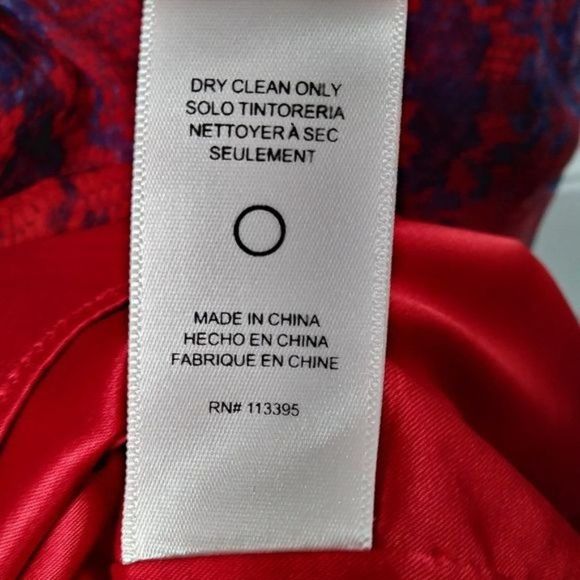 DRY CLEAN ONLY
SOLO TINTORERIA
NETTOYER À SEC
SEULEMENT
MADE IN CHINA
HECHO EN CHINA
FABRIQUE EN CHINE
RN# 113395